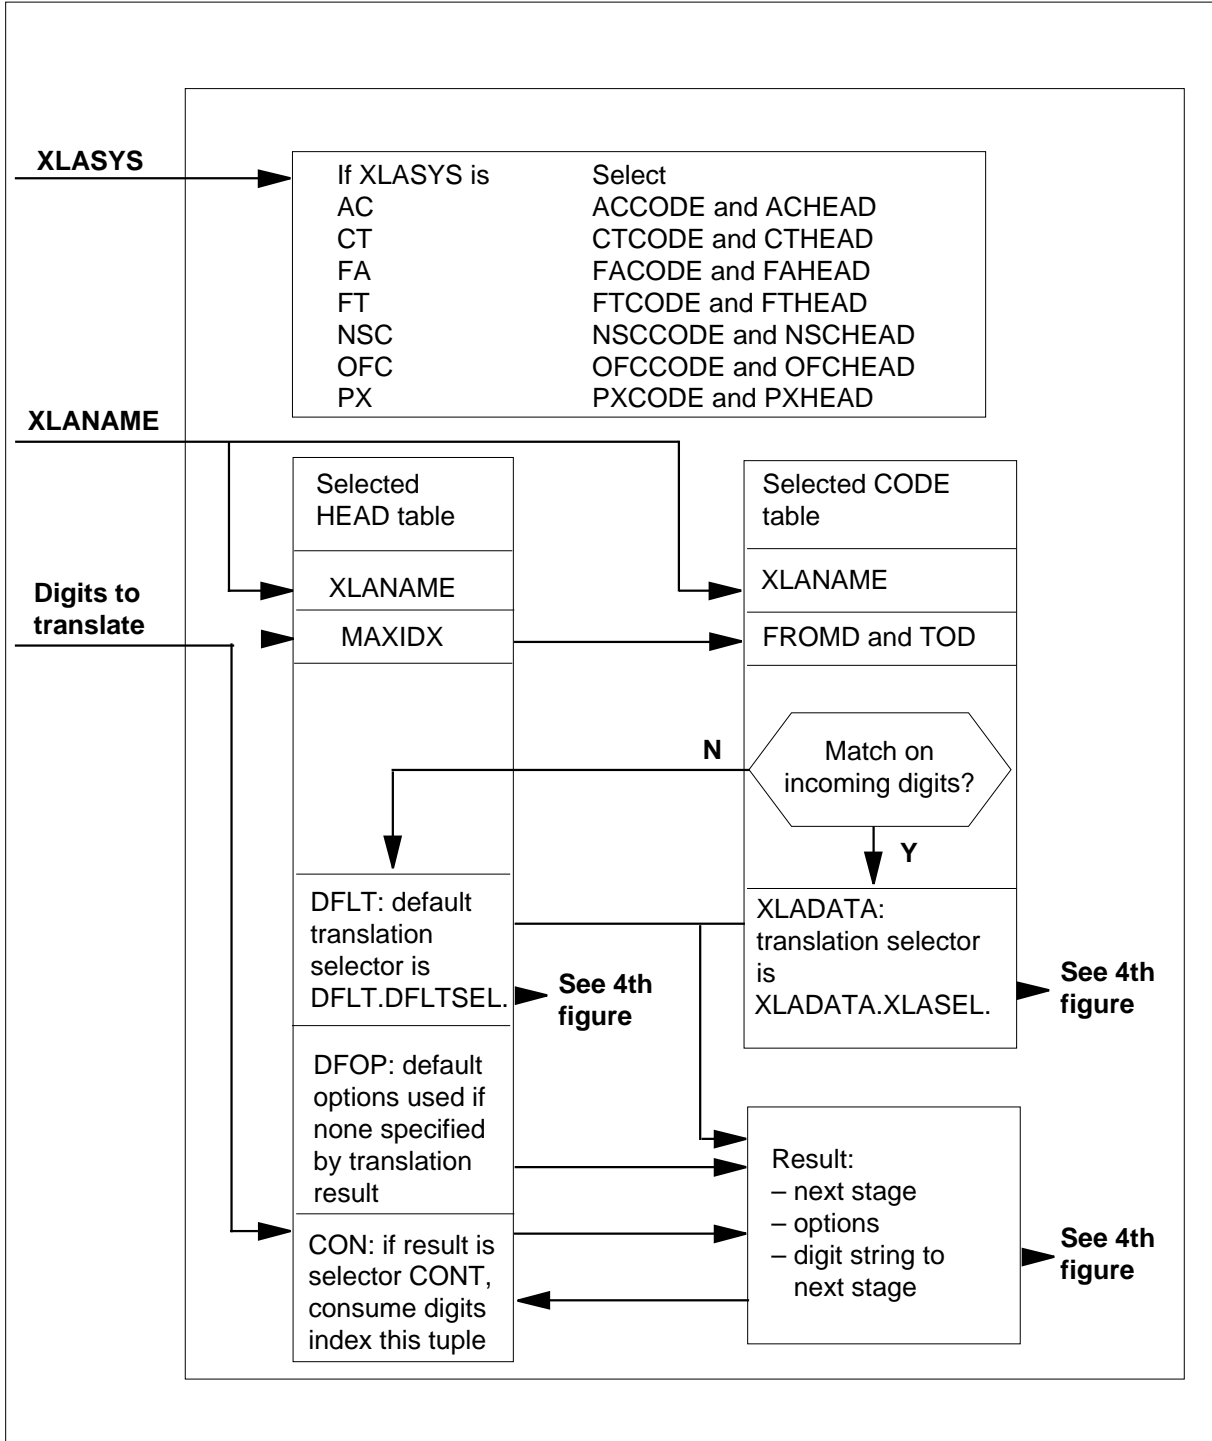 XLASYS
If XLASYS is Select
AC ACCODE and ACHEAD
CT CTCODE and CTHEAD
FA FACODE and FAHEAD
FT FTCODE and FTHEAD
NSC NSCCODE and NSCHEAD
OFC OFCCODE and OFCHEAD
PX PXCODE and PXHEAD
XLANAME
Selected
HEAD table
XLANAME
MAXIDX
Selected CODE
table
XLANAME
FROMD and TOD
Digits to
translate
Match on
incoming digits?
N
Y
DFLT: default
translation
selector is
DFLT.DFLTSEL.
See 4th
figure
XLADATA:
translation selector
is
XLADATA.XLASEL.
See 4th
figure
DFOP: default
options used if
none specified
by translation
result
CON: if result is
selector CONT,
consume digits
index this tuple
Result:
– next stage
– options
– digit string to
next stage
See 4th
figure